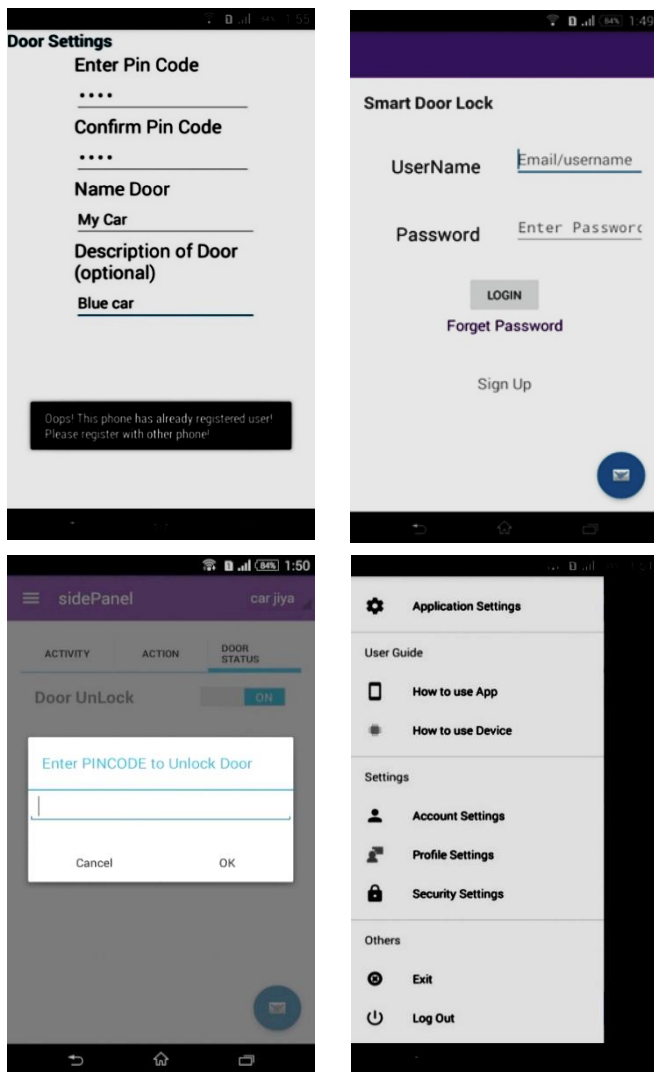 1:55
Door Settings
Enter Pin Code
••••
Confirm Pin Code
••••
Name Door
My Car
Description of Door
(optional)
Blue car
Oops! This phone has already registered user!
Please register with other phone!
84% 1:49
Smart Door Lock
UserName
Email/username
Password
Enter Passworc
LOGIN
Forget Password
Sign Up
84% 1:50
sidePanel
car jiya
ACTIVITY
ACTION
DOOR
STATUS
Door UnLock
ON
Enter PINCODE to Unlock Door
Cancel
OK
Application Settings
User Guide
How to use App
How to use Device
Settings
Account Settings
Profile Settings
Security Settings
Others
Exit
Log Out